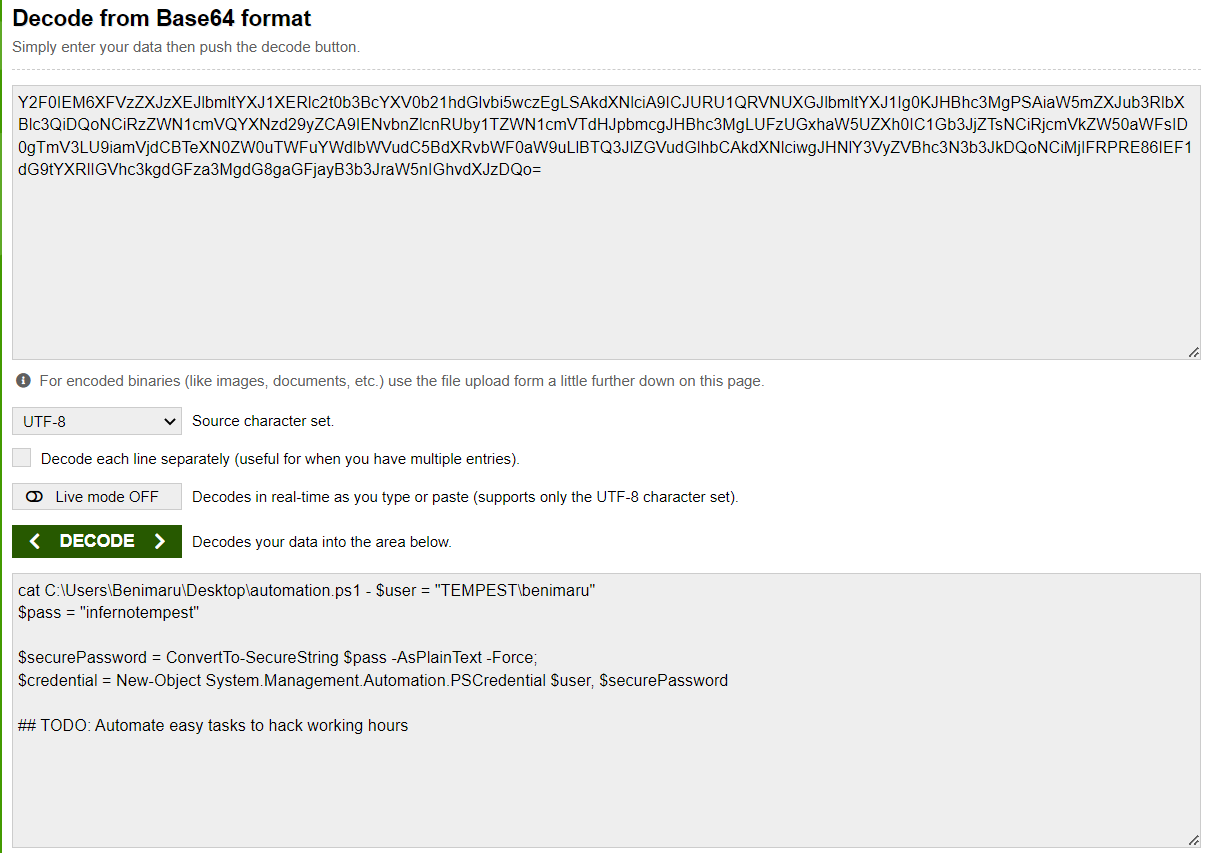 Decode from Base64 format
Simply enter your data then push the decode button.
Y2F0IEM6XFVzZXJzXEJlbmltYXJ1XERlc2t0b3BcYXV0b21hdGlvbi5wczEgLSAkdXNlciA9ICJURU1QRVNUXGJlbmltYXJ1Ig0KJHBhc3MgPSAiaW5mZXJub3RlbX
Blc3QiDQoNCiRzZWN1cmVQYXNzd29yZCA9IENvbnZlcnRUby1TZWN1cmVTdHJpbmcgJHBhc3MgLUFzUGxhaW5UZXh0IC1Gb3JjZTsNCiRjcmVkZW50aWFsID
0gTmV3LU9iamVjdCBTeXN0ZW0uTWFuYWdlbWVudC5BdXRvbWF0aW9uLlBTQ3JlZGVudGlhbCAkdXNlciwgJHNlY3VyZVBhc3N3b3JkDQoNCiMjIFRPRE86IEF1
dG9tYXRlIGVhc3kgdGFza3MgdG8gaGFjayB3b3JraW5nIGhvdXJzDQo=
For encoded binaries (like images, documents, etc.) use the file upload form a little further down on this page.
UTF-8 Source character set.
Decode each line separately (useful for when you have multiple entries).
Live mode OFF Decodes in real-time as you type or paste (supports only the UTF-8 character set).
< DECODE > Decodes your data into the area below.
cat C:\Users\Benimaru\Desktop\automation.ps1 - $user = "TEMPEST\benimaru"
$pass = "infernotempest"
$securePassword = ConvertTo-SecureString $pass -AsPlainText -Force;
$credential = New-Object System.Management.Automation.PSCredential $user, $securePassword
## TODO: Automate easy tasks to hack working hours